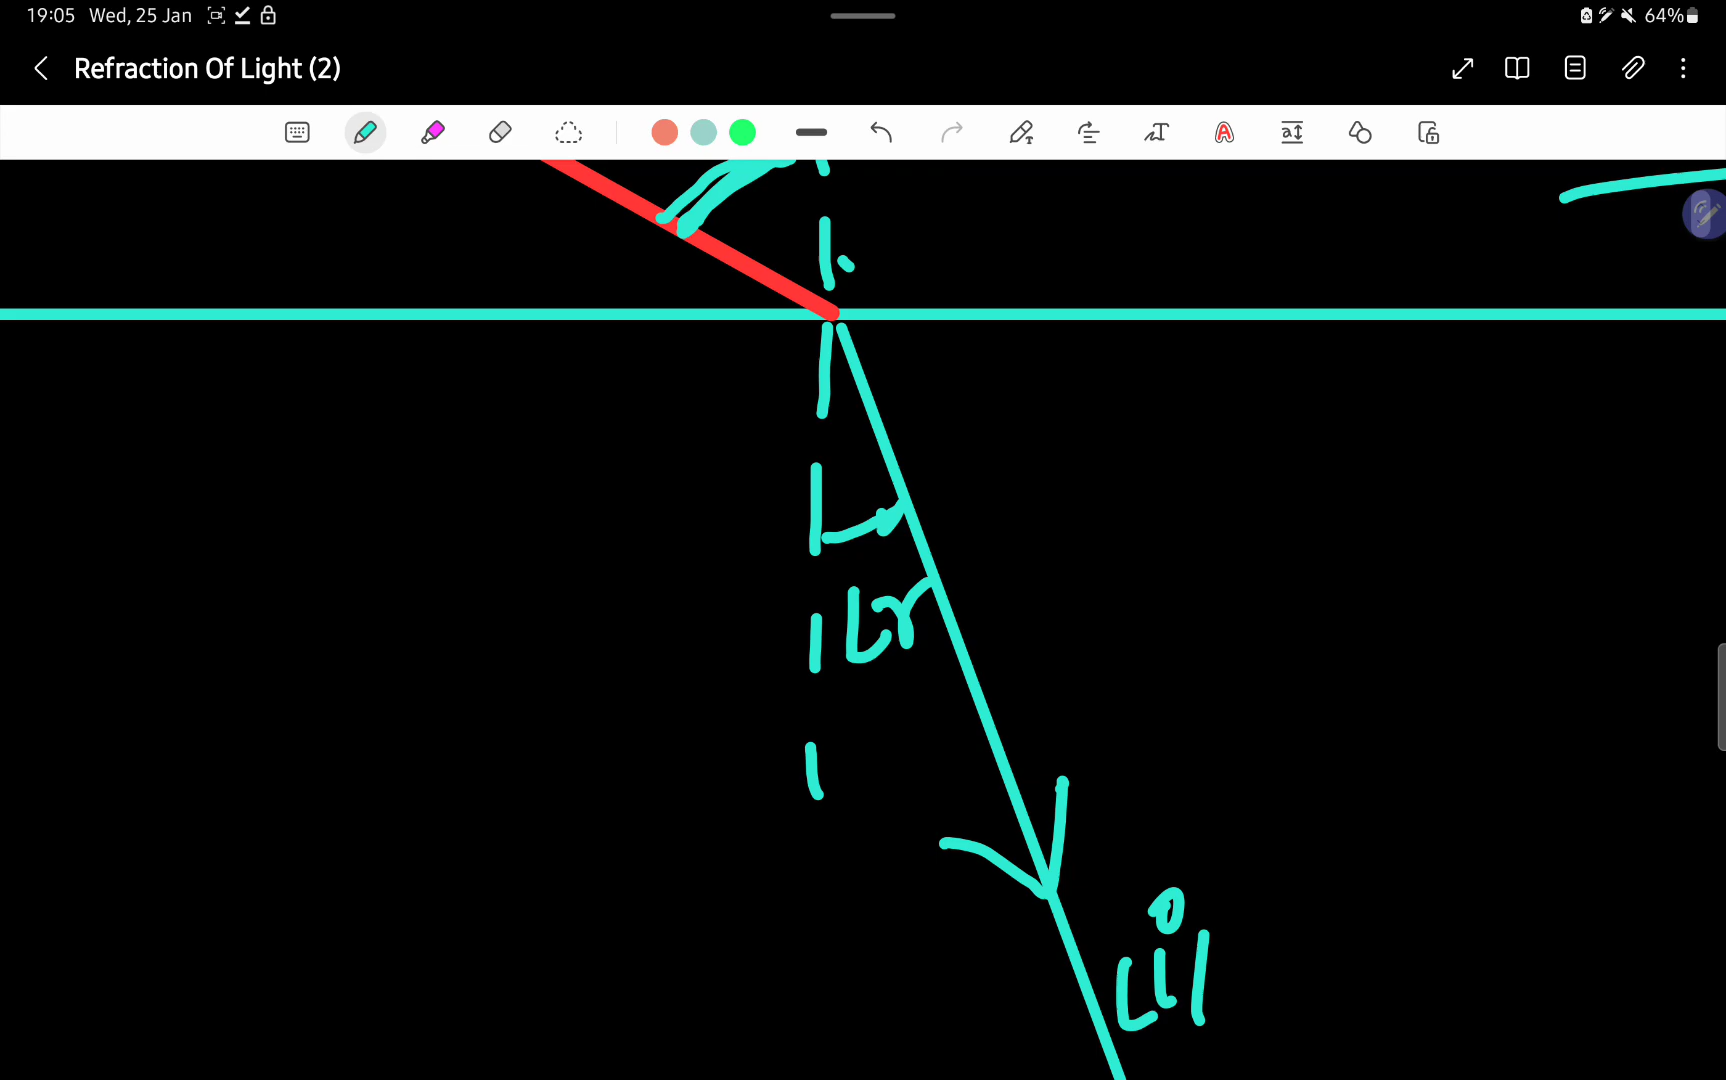 19:05 Wed, 25 Jan 64%
Refraction Of Light (2)
∠r
∠i